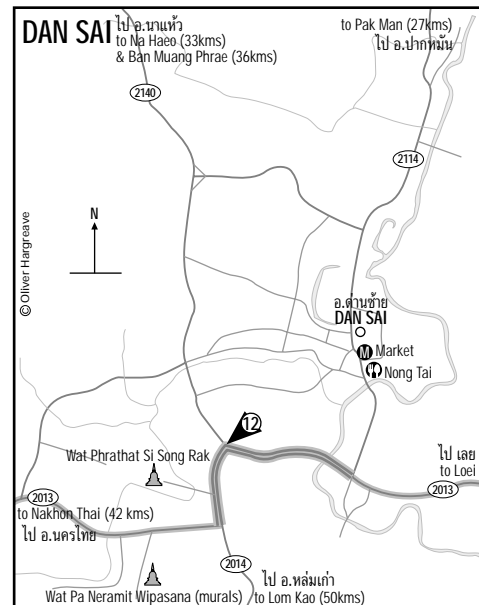 DAN SAI
ไป อ.นาแห้ว
to Na Haeo (33kms)
& Ban Muang Phrae (36kms)
to Pak Man (27kms)
ไป อ.ปากหมัน
2140
2114
N
© Oliver Hargreave
อ.ด่านซ้าย
DAN SAI
M Market
Nong Tai
12
Wat Phrathat Si Song Rak
ไป เลย
to Loei
2013
2013
to Nakhon Thai (42 kms)
ไป อ.นครไทย
2014
ไป อ.หล่มเก่า
to Lom Kao (50kms)
Wat Pa Neramit Wipasana (murals)